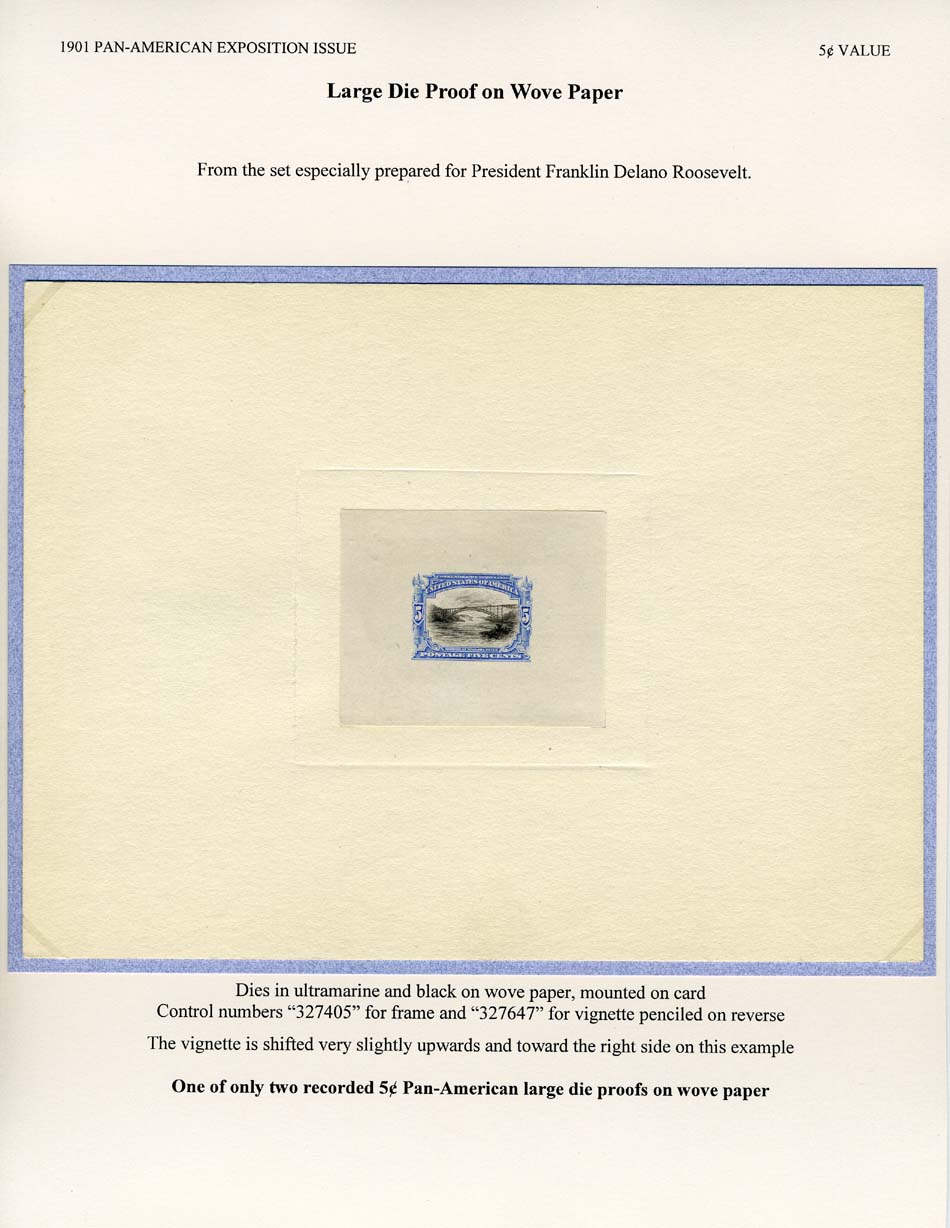 1901 PAN-AMERICAN EXPOSITION ISSUE
5¢ VALUE
Large Die Proof on Wove Paper
From the set especially prepared for President Franklin Delano Roosevelt.
UNITED STATES OF AMERICA
5 5
POSTAGE FIVE CENTS
Dies in ultramarine and black on wove paper, mounted on card
Control numbers “327405” for frame and “327647” for vignette penciled on reverse
The vignette is shifted very slightly upwards and toward the right side on this example
One of only two recorded 5¢ Pan-American large die proofs on wove paper